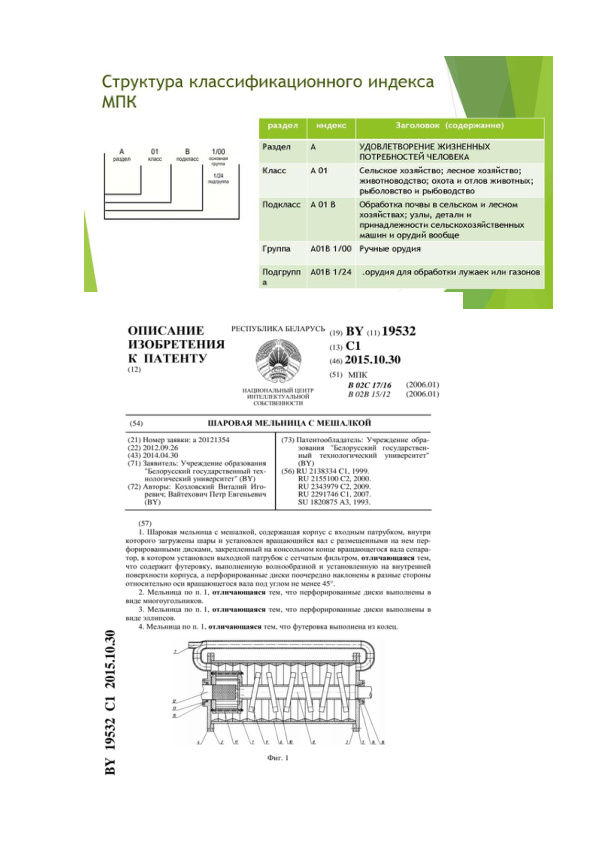 Структура классификационного индекса
МПК
А 01 В 1/00
раздел класс подкласс основная
группа
1/24
подгруппа
раздел индекс Заголовок (содержание)
Раздел А УДОВЛЕТВОРЕНИЕ ЖИЗНЕННЫХ
ПОТРЕБНОСТЕЙ ЧЕЛОВЕКА
Класс А 01 Сельское хозяйство; лесное хозяйство;
животноводство; охота и отлов животных;
рыболовство и рыбоводство
Подкласс А 01 В Обработка почвы в сельском и лесном
хозяйствах; узлы, детали и
принадлежности сельскохозяйственных
машин и орудий вообще
Группа А01В 1/00 Ручные орудия
Подгрупп А01В 1/24 .орудия для обработки лужаек или газонов
а
ОПИСАНИЕ
ИЗОБРЕТЕНИЯ
К ПАТЕНТУ
(12)
РЕСПУБЛИКА БЕЛАРУСЬ
НАЦИОНАЛЬНЫЙ ЦЕНТР
ИНТЕЛЛЕКТУАЛЬНОЙ
СОБСТВЕННОСТИ
(19) BY (11) 19532
(13) C1
(46) 2015.10.30
(51) МПК
B 02C 17/16 (2006.01)
B 02B 15/12 (2006.01)
(54) ШАРОВАЯ МЕЛЬНИЦА С МЕШАЛКОЙ
(21) Номер заявки: a 20121354
(22) 2012.09.26
(43) 2014.04.30
(71) Заявитель: Учреждение образования
"Белорусский государственный тех-
нологический университет" (BY)
(72) Авторы: Козловский Виталий Иго-
ревич; Вайтехович Петр Евгеньевич
(BY)
(73) Патентообладатель: Учреждение обра-
зования "Белорусский государствен-
ный технологический университет"
(BY)
(56) RU 2138334 C1, 1999.
RU 2155100 C2, 2000.
RU 2343979 C2, 2009.
RU 2291746 C1, 2007.
SU 1820875 A3, 1993.
(57)
1. Шаровая мельница с мешалкой, содержащая корпус с входным патрубком, внутри
которого загружены шары и установлен вращающийся вал с размещенными на нем пер-
форированными дисками, закрепленный на консольном конце вращающегося вала сепара-
тор, в котором установлен выходной патрубок с сетчатым фильтром, отличающаяся тем,
что содержит футеровку, выполненную волнообразной и установленную на внутренней
поверхности корпуса, а перфорированные диски поочередно наклонены в разные стороны
относительно оси вращающегося вала под углом не менее 45°.
2. Мельница по п. 1, отличающаяся тем, что перфорированные диски выполнены в
виде многоугольников.
3. Мельница по п. 1, отличающаяся тем, что перфорированные диски выполнены в
виде эллипсов.
4. Мельница по п. 1, отличающаяся тем, что футеровка выполнена из колец.
Фиг. 1
BY 19532 C1 2015.10.30